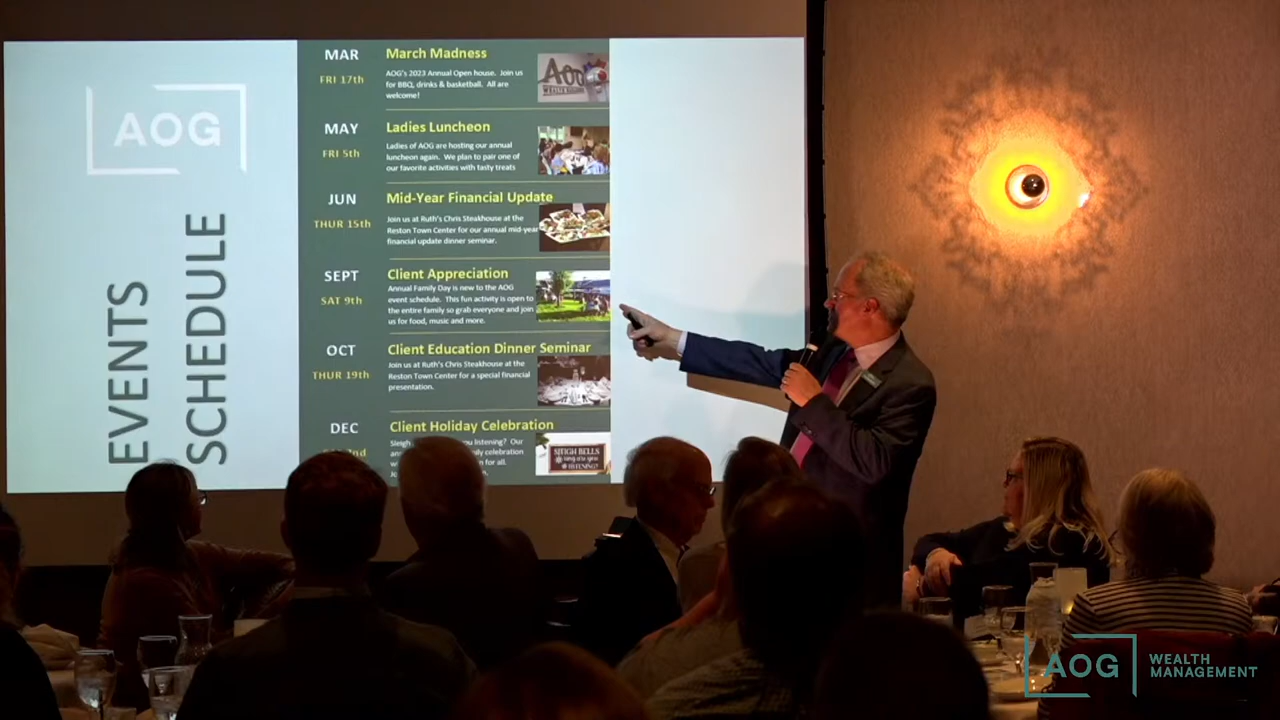 AOG
EVENTS
SCHEDULE
MAR
FRI 17th
March Madness
AOG's 2023 Annual Open house. Join us
for BBQ, drinks & basketball. All are
welcome!
MAY
FRI 5th
Ladies Luncheon
Ladies of AOG are hosting our annual
luncheon again. We plan to pair one of
our favorite activities with tasty treats
JUN
THUR 15th
Mid-Year Financial Update
Join us at Ruth's Chris Steakhouse at the
Reston Town Center for our annual mid-year
financial update dinner seminar.
SEPT
SAT 9th
Client Appreciation
Annual Family Day is new to the AOG
event schedule. This fun activity is open to
the entire family so grab everyone and join
us for food, music and more.
OCT
THUR 19th
Client Education Dinner Seminar
Join us at Ruth's Chris Steakhouse at the
Reston Town Center for a special financial
presentation.
DEC
Client Holiday Celebration
Sleigh you listening? Our
celebration
for all.
SLEIGH BELLS
LISTENING?
AOG
WEALTH
MANAGEMENT